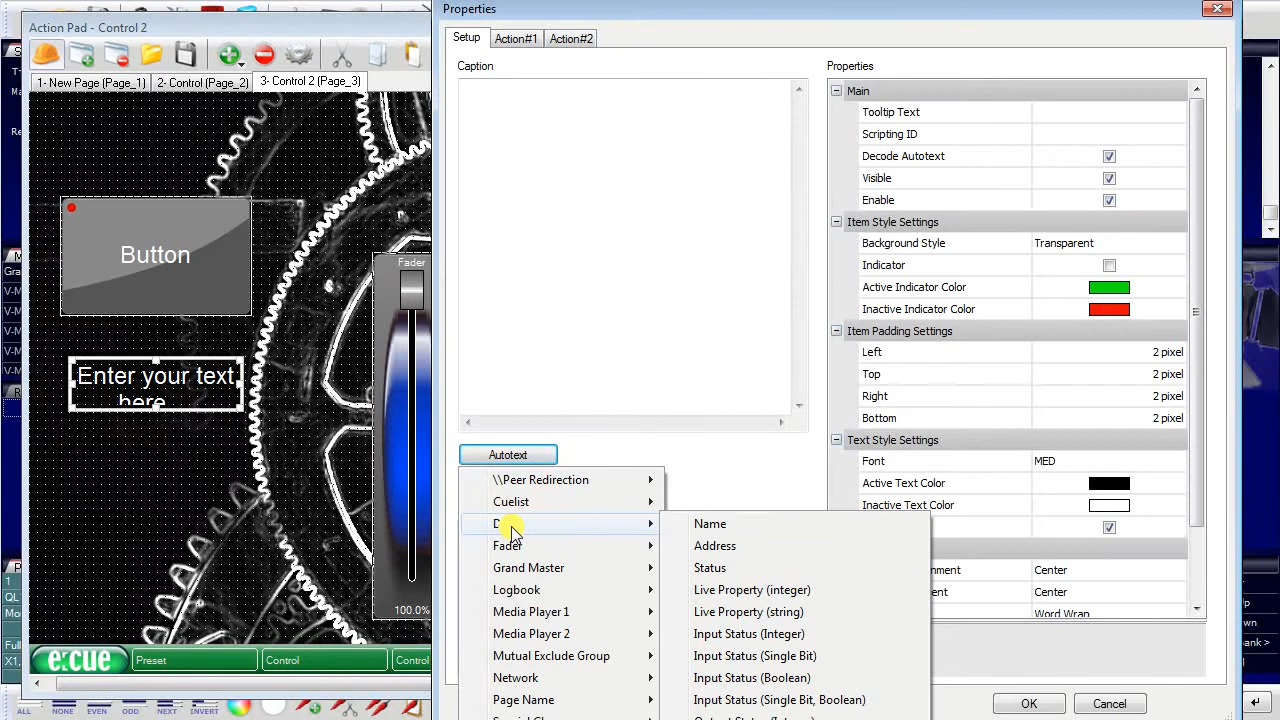 Action Pad - Control 2
1- New Page (Page_1)
2- Control (Page_2)
3- Control 2 (Page_3)
Button
Enter your text
here
Fader
100.0%
e:cue
Preset
Control
Control
ALL
NONE
EVEN
ODD
NEXT
INVERT
Properties
Setup
Action#1
Action#2
Caption
Autotext
\\Peer Redirection
Cuelist
Fader
Grand Master
Logbook
Media Player 1
Media Player 2
Mutual Exclude Group
Network
Page Name
Name
Address
Status
Live Property (integer)
Live Property (string)
Input Status (Integer)
Input Status (Single Bit)
Input Status (Boolean)
Input Status (Single Bit, Boolean)
Properties
Main
Tooltip Text
Scripting ID
Decode Autotext
Visible
Enable
Item Style Settings
Background Style Transparent
Indicator
Active Indicator Color
Inactive Indicator Color
Item Padding Settings
Left 2 pixel
Top 2 pixel
Right 2 pixel
Bottom 2 pixel
Text Style Settings
Font MED
Active Text Color
Inactive Text Color
Center
Center
Word Wrap
OK
Cancel